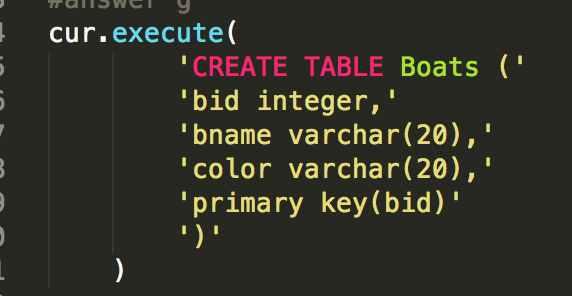 #answer g
cur.execute(
'CREATE TABLE Boats ('
'bid integer,'
'bname varchar(20),'
'color varchar(20),'
'primary key(bid)'
')'
)